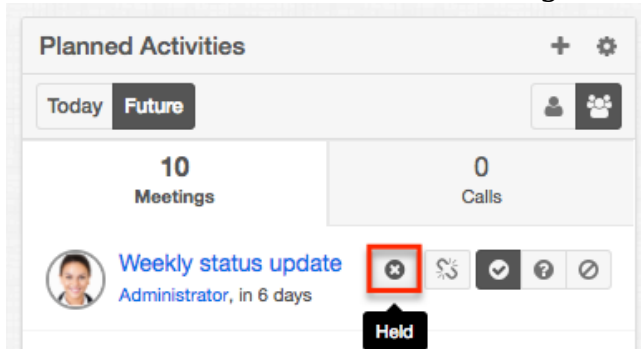 Planned Activities
Today Future
10
Meetings
0
Calls
Weekly status update
Administrator, in 6 days
Held